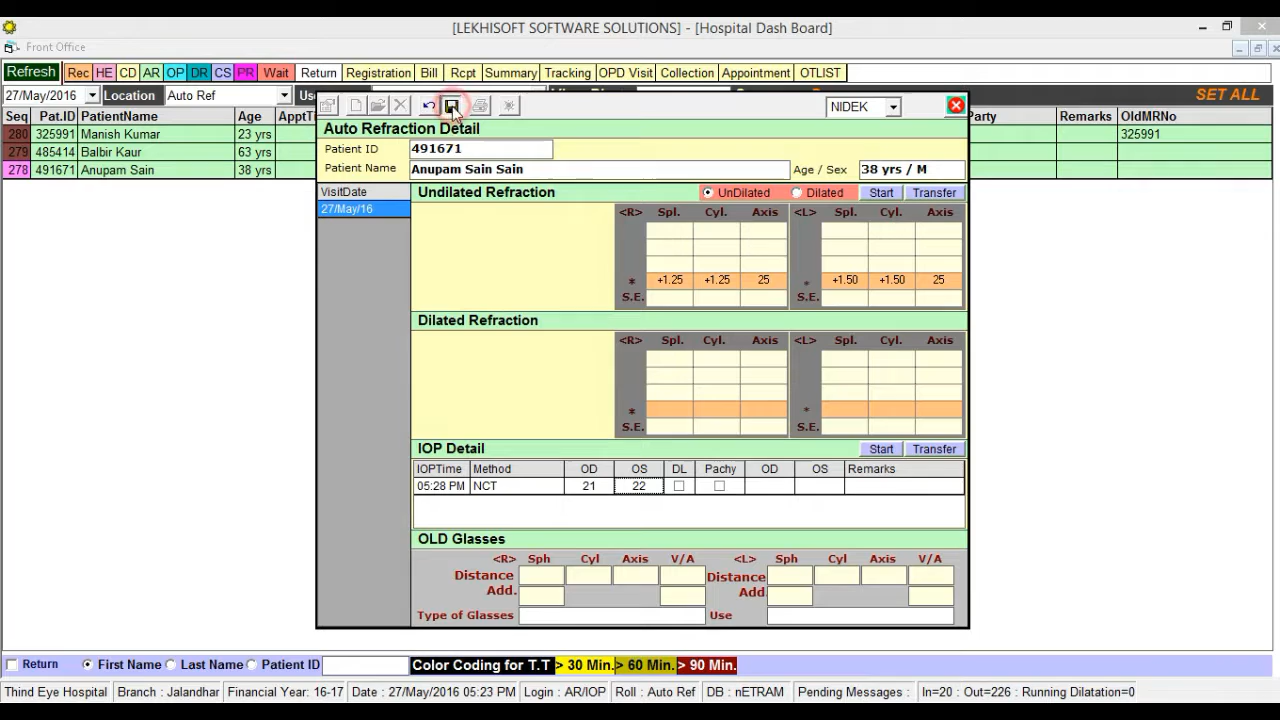 [LEKHISOFT SOFTWARE SOLUTIONS] - [Hospital Dash Board]
Front Office
Refresh Rec HE CD AR OP DR CS PR Wait Return Registration Bill Rcpt Summary Tracking OPD Visit Collection Appointment OTLIST
27/May/2016 Location Auto Ref SET ALL
NIDEK
Seq Pat.ID PatientName Age Party Remarks OldMRNo
280 325991 Manish Kumar 23 yrs 325991
279 485414 Balbir Kaur 63 yrs
278 491671 Anupam Sain 38 yrs
Auto Refraction Detail
Patient ID 491671
Patient Name Anupam Sain Sain Age / Sex 38 yrs / M
VisitDate
27/May/16
Undilated Refraction UnDilated Dilated Start Transfer
<R> Spl. Cyl. Axis <L> Spl. Cyl. Axis
* +1.25 +1.25 25 * +1.50 +1.50 25
S.E. S.E.
Dilated Refraction
<R> Spl. Cyl. Axis <L> Spl. Cyl. Axis
* *
S.E. S.E.
IOP Detail Start Transfer
IOPTime Method OD OS DL Pachy OD OS Remarks
05:28 PM NCT 21 22
OLD Glasses
<R> Sph Cyl Axis V/A <L> Sph Cyl Axis V/A
Distance Distance
Add. Add.
Type of Glasses Use
Return First Name Last Name Patient ID Color Coding for T.T > 30 Min. > 60 Min. > 90 Min.
Third Eye Hospital Branch : Jalandhar Financial Year: 16-17 Date : 27/May/2016 05:23 PM Login : AR/IOP Roll : Auto Ref DB : nETRAM Pending Messages : In=20 : Out=226 : Running Dilatation=0